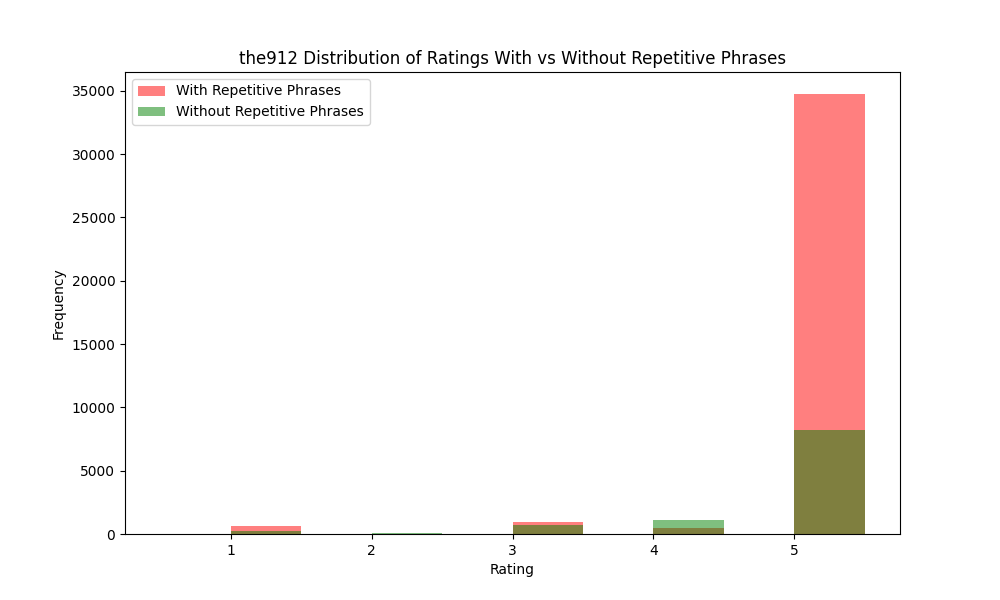 the912 Distribution of Ratings With vs Without Repetitive Phrases
With Repetitive Phrases
Without Repetitive Phrases
35000
30000
25000
20000
15000
10000
5000
0
Frequency
1 2 3 4 5
Rating